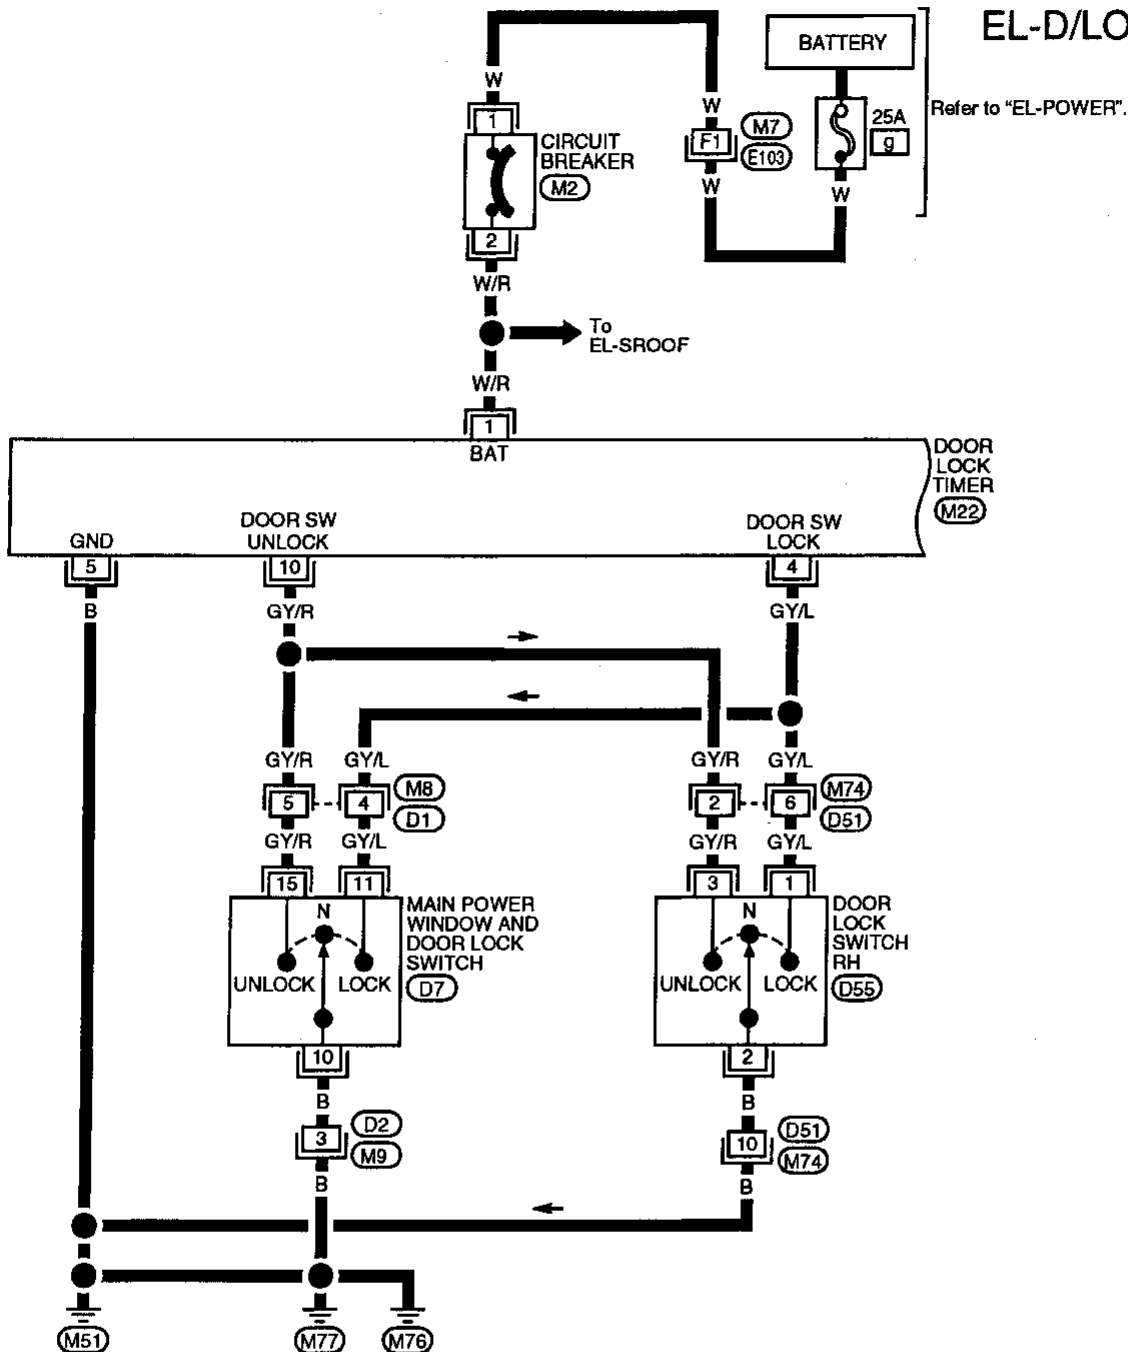 EL-D/LO
BATTERY
Refer to "EL-POWER".
25A
g
W
W
1
CIRCUIT
BREAKER
M2
F1
M7
E103
W
W
2
W/R
To
EL-SROOF
W/R
1
BAT
DOOR
LOCK
TIMER
M22
GND
DOOR SW
UNLOCK
DOOR SW
LOCK
5
10
4
B
GY/R
GY/L
GY/R
GY/L
GY/R
GY/L
5
4
M8
D1
2
6
M74
D51
GY/R
GY/L
GY/R
GY/L
15
11
3
1
MAIN POWER
WINDOW AND
DOOR LOCK
SWITCH
D7
N
UNLOCK
LOCK
DOOR
LOCK
SWITCH
RH
D55
N
UNLOCK
LOCK
10
2
B
B
3
D2
M9
10
D51
M74
B
B
M51
M77
M76